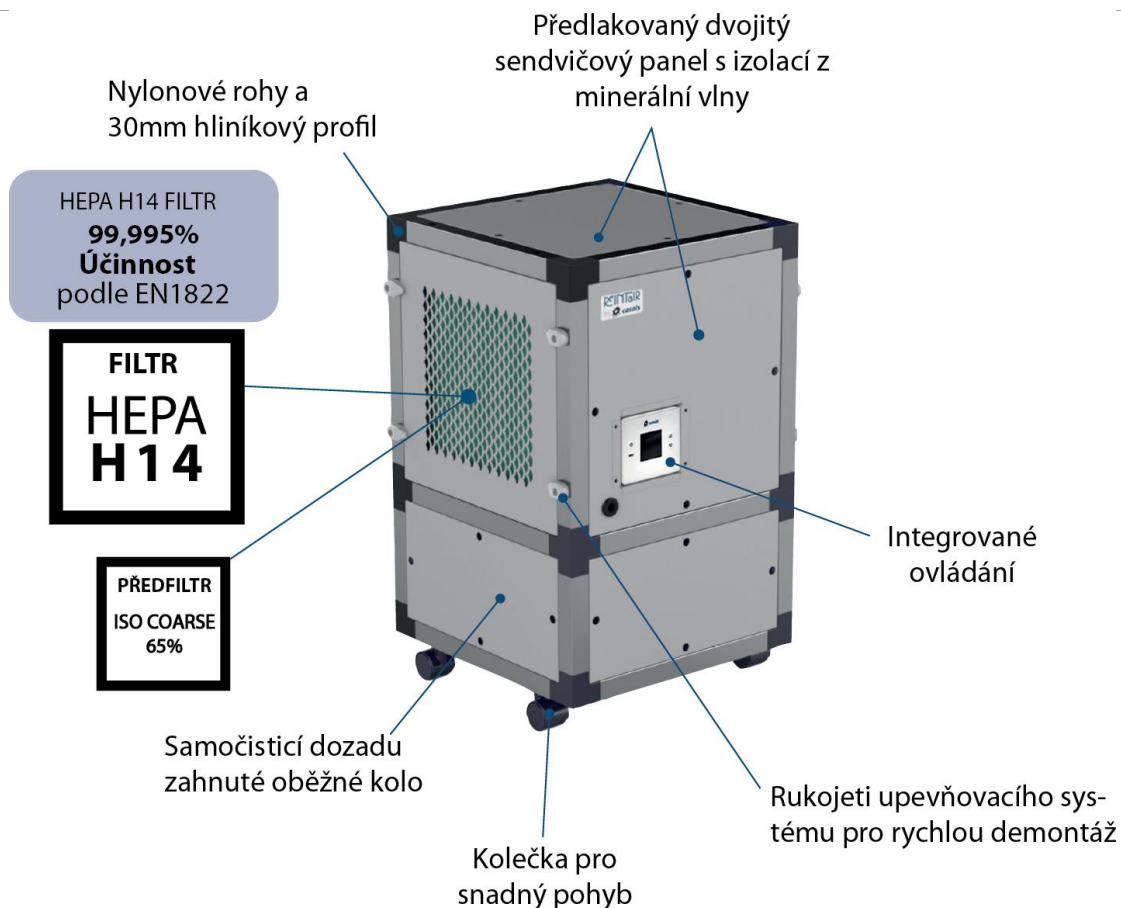 Předlakovaný dvojitý
sendvičový panel s izolací z
minerální vlny
Nylonové rohy a
30mm hliníkový profil
HEPA H14 FILTR
99,995%
Účinnost
podle EN1822
FILTR
HEPA
H14
PŘEDFILTR
ISO COARSE
65%
casals
Integrované
ovládání
Samočisticí dozadu
zahnuté oběžné kolo
Rukojeti upevňovacího sys-
tému pro rychlou demontáž
Kolečka pro
snadný pohyb